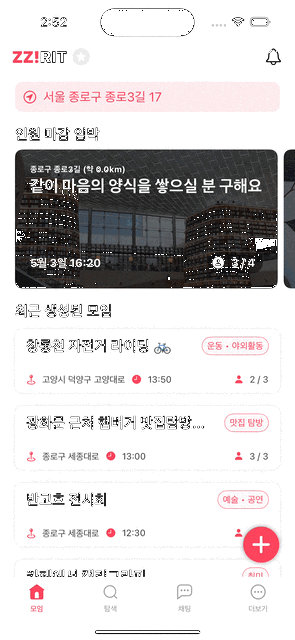 2:52
ZZ!RIT
서울 종로구 종로3길 17
인원 마감 임박
종로구 종로3길 (약 0.0km)
같이 마음의 양식을 쌓으실 분 구해요
5월 3일 16:20
3 / 4
최근 생성된 모임
창릉천 자전거 라이딩 🚲
운동 • 야외활동
고양시 덕양구 고양대로 13:50
2 / 3
광화문 근처 햄버거 맛집탐방...
맛집 탐방
종로구 세종대로 13:00
3 / 3
반고흐 전시회
예술 • 공연
종로구 세종대로 12:30
모임
탐색
채팅
더보기